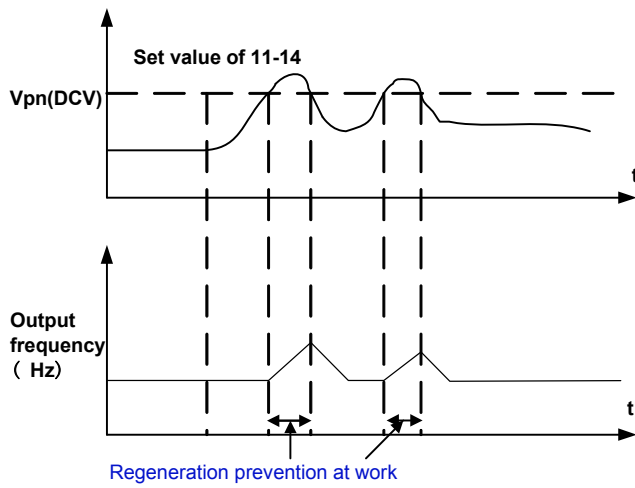 Set value of 11-14
Vpn(DCV)
t
Output
frequency
( Hz)
t
Regeneration prevention at work